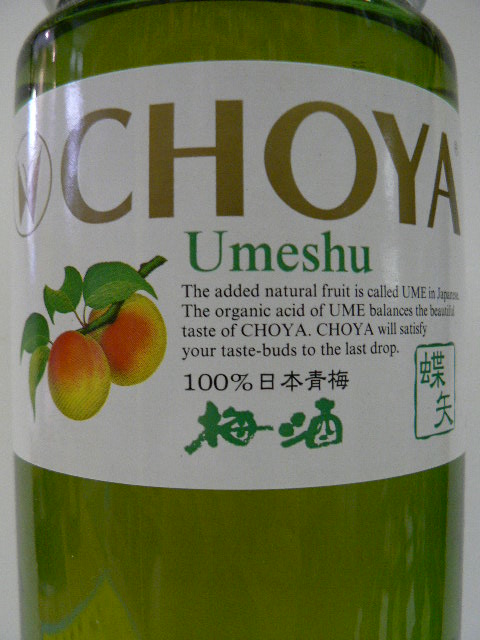 CHOYA
Umeshu
The added natural fruit is called UME in Japanese.
The organic acid of UME balances the beautiful
taste of CHOYA. CHOYA will satisfy
your taste-buds to the last drop.
100%日本青梅
梅酒
蝶矢